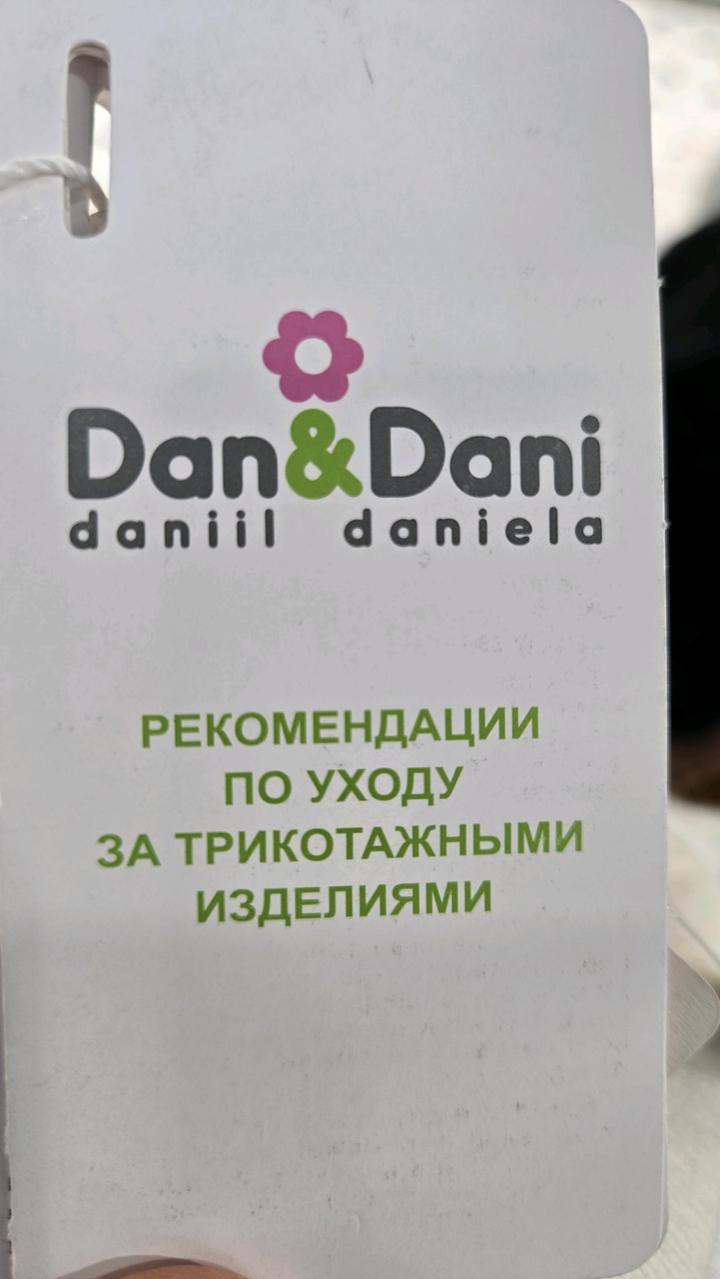 Dan&Dani
daniil daniela
РЕКОМЕНДАЦИИ
ПО УХОДУ
ЗА ТРИКОТАЖНЫМИ
ИЗДЕЛИЯМИ